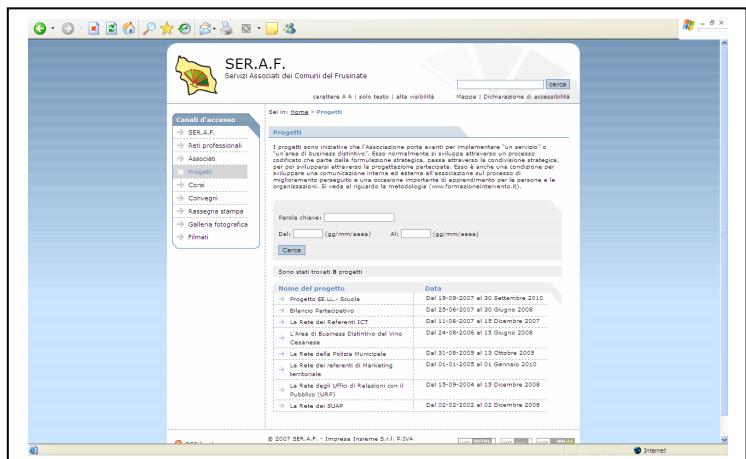 SER.A.F.
Servizi Associati dei Comuni del Frusinate
cerca
carattere A A | solo testo | alta visibilità
Mappa | Dichiarazione di accessibilità
Canali d'accesso
SER.A.F.
Reti professionali
Associati
Progetti
Corsi
Convegni
Rassegna stampa
Galleria fotografica
Filmati
Sei in: Home > Progetti
Progetti
I progetti sono iniziative che l'Associazione porta avanti per implementare "un servizio" o
"un'area di business distintivo". Esso normalmente si sviluppa attraverso un processo
codificato che parte dalla formulazione strategica, passa attraverso la condivisione strategica,
per poi svilupparsi attraverso la progettazione partecipata. Esso è anche una condizione per
sviluppare una comunicazione interna ed esterna all'associazione sul processo di
miglioramento perseguito e una occasione importante di apprendimento per le persone e le
organizzazioni. Si veda al riguardo la metodologia (www.formazioneintervento.it).
Parola chiave:
Dal: (gg/mm/aaaa) Al: (gg/mm/aaaa)
Cerca
Sono stati trovati 8 progetti
Nome del progetto Data
Progetto EE.LL.- Scuola Dal 19-09-2007 al 30 Settembre 2010
Bilancio Partecipativo Dal 25-06-2007 al 30 Giugno 2008
La Rete dei Referenti ICT Dal 11-06-2007 al 15 Dicembre 2007
L'Area di Business Distintivo del Vino Dal 24-08-2006 al 15 Giugno 2008
Cesanese
La Rete della Polizia Municipale Dal 31-08-2005 al 13 Ottobre 2005
La Rete dei referenti di Marketing Dal 01-01-2005 al 01 Gennaio 2010
territoriale
La Rete degli Uffici di Relazioni con il Dal 15-09-2004 al 15 Dicembre 2008
Pubblico (URP)
La Rete dei SUAP Dal 02-02-2002 al 02 Dicembre 2008
© 2007 SER.A.F. - Impresa Insieme S.r.l. P.IVA
Internet